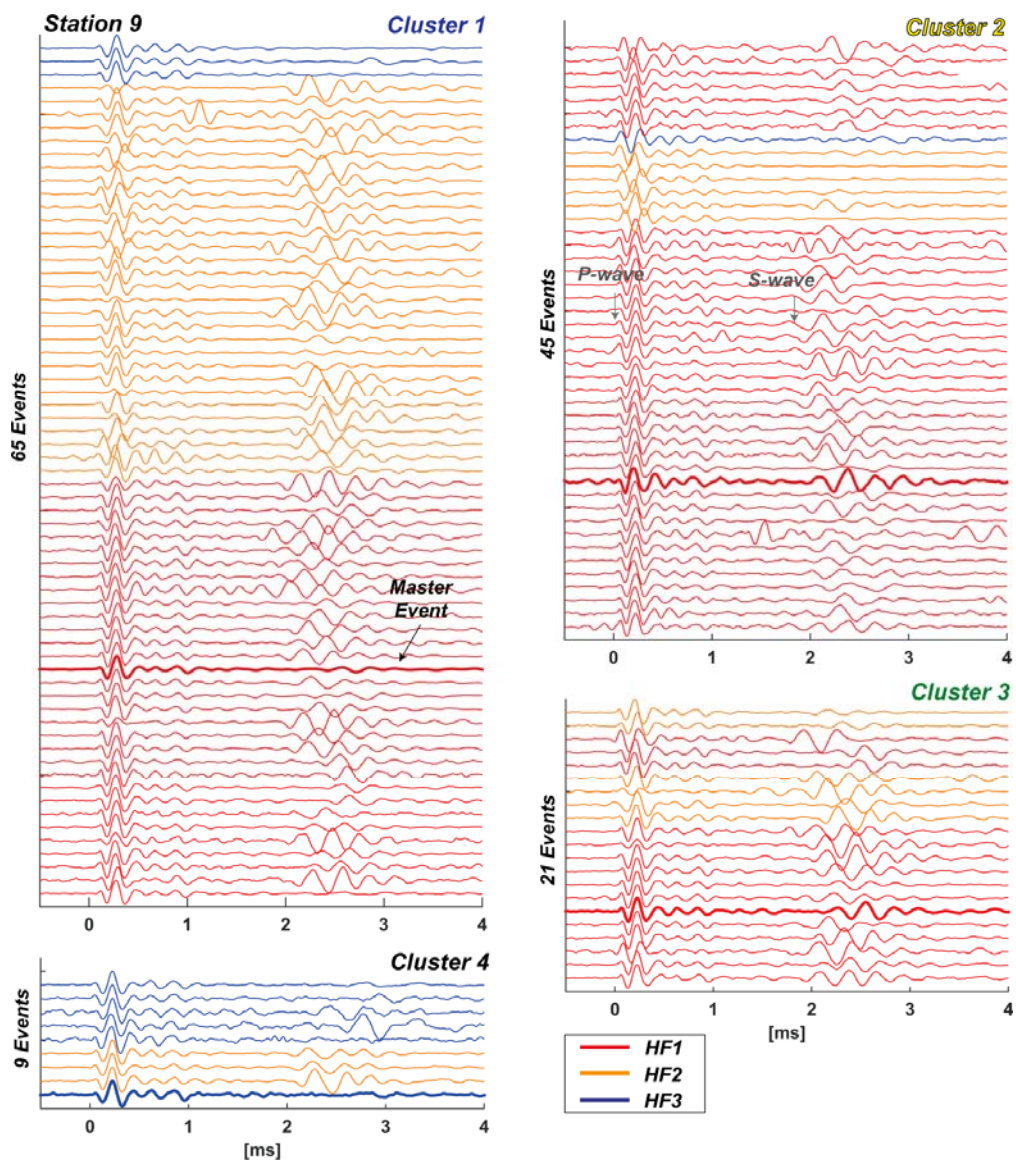 Station 9
Cluster 1
65 Events
Master
Event
0 1 2 3 4
Cluster 2
45 Events
P-wave
S-wave
0 1 2 3 4
Cluster 3
21 Events
0 1 2 3 4
[ms]
Cluster 4
9 Events
0 1 2 3 4
[ms]
HF1
HF2
HF3